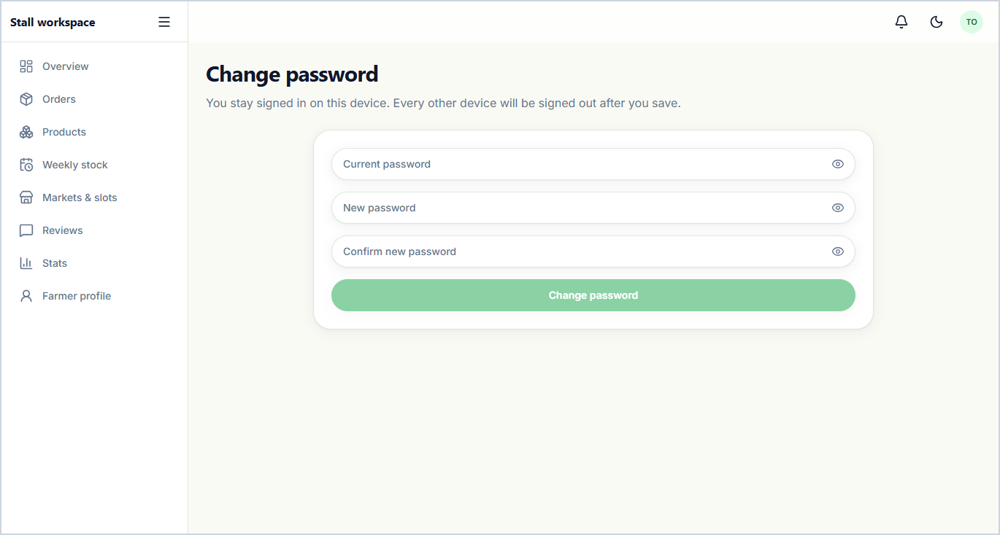 Stall workspace
TO
Overview
Orders
Products
Weekly stock
Markets & slots
Reviews
Stats
Farmer profile
Change password
You stay signed in on this device. Every other device will be signed out after you save.
Current password
New password
Confirm new password
Change password